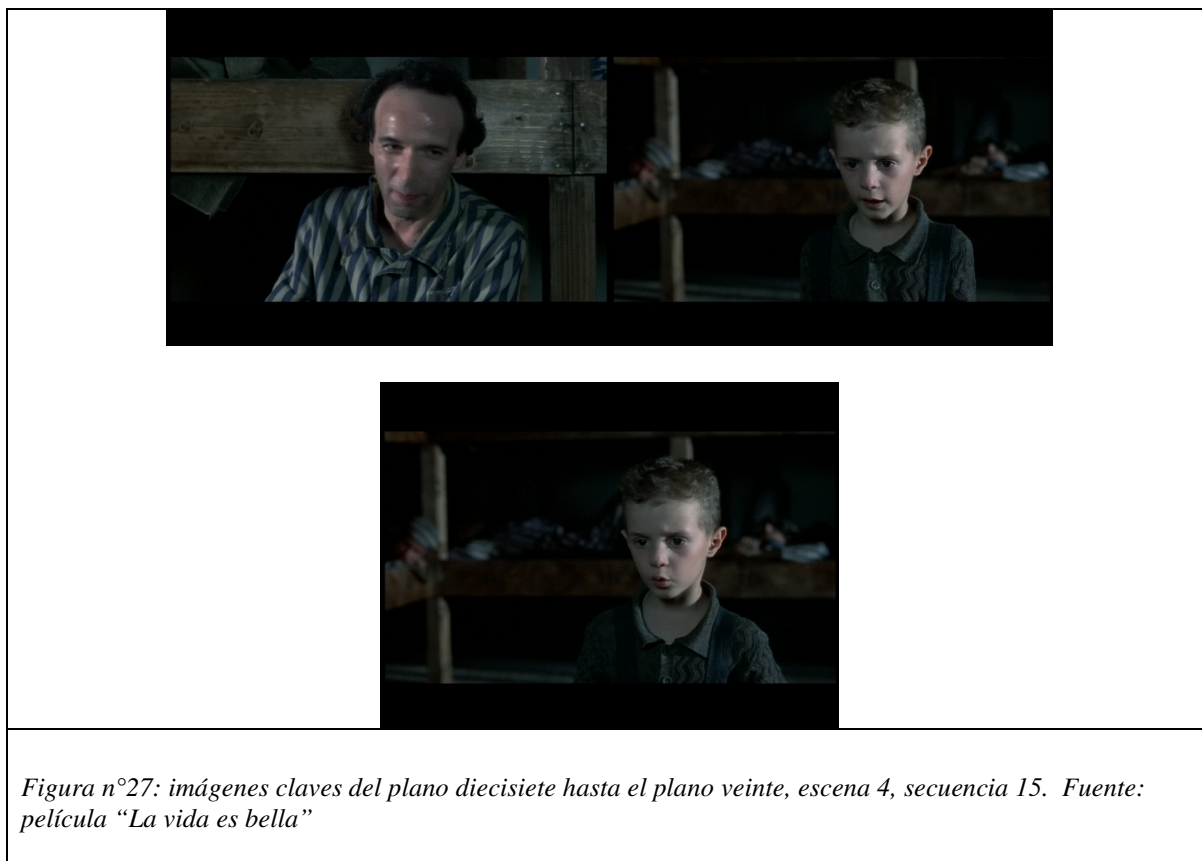 Figura n°27: imágenes claves del plano diecisiete hasta el plano veinte, escena 4, secuencia 15.  Fuente:
película “La vida es bella”